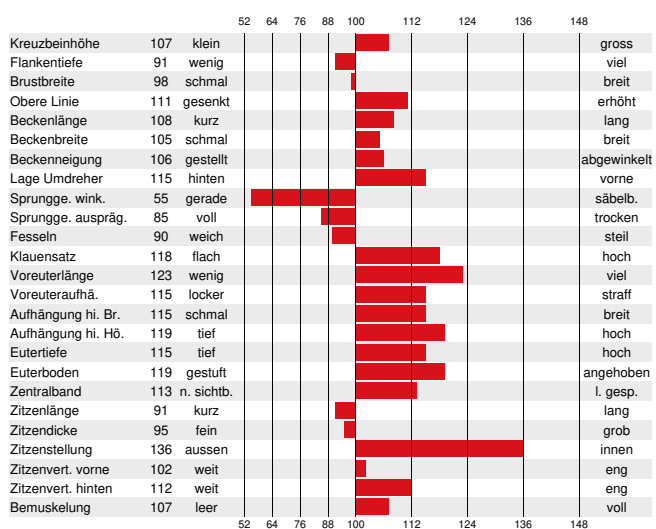 52 64 76 88 100 112 124 136 148
Kreuzbeinhöhe 107 klein gross
Flankentiefe 91 wenig viel
Brustbreite 98 schmal breit
Obere Linie 111 gesenkt erhöht
Beckenlänge 108 kurz lang
Beckenbreite 105 schmal breit
Beckenneigung 106 gestellt abgewinkelt
Lage Umdreher 115 hinten vorne
Sprungge. wink. 55 gerade säbelb.
Sprungge. auspräg. 85 voll trocken
Fesseln 90 weich steil
Klauensatz 118 flach hoch
Voreuterlänge 123 wenig viel
Voreuteraufhä. 115 locker straff
Aufhängung hi. Br. 115 schmal breit
Aufhängung hi. Hö. 119 tief hoch
Eutertiefe 115 tief hoch
Euterboden 119 gestuft angehoben
Zentralband 113 n. sichtb. l. gesp.
Zitzenlänge 91 kurz lang
Zitzendicke 95 fein grob
Zitzenstellung 136 aussen innen
Zitzenvert. vorne 102 weit eng
Zitzenvert. hinten 112 weit eng
Bemuskelung 107 leer voll
52 64 76 88 100 112 124 136 148